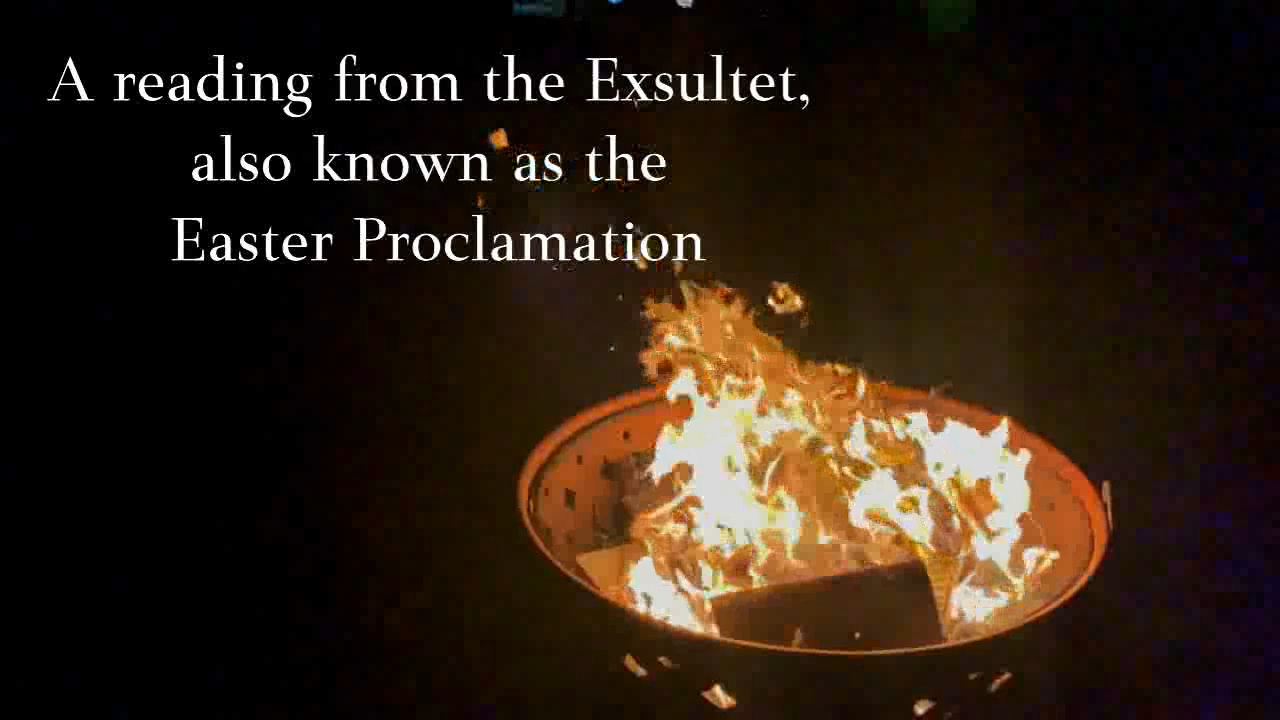 A reading from the Exsultet,
also known as the
Easter Proclamation